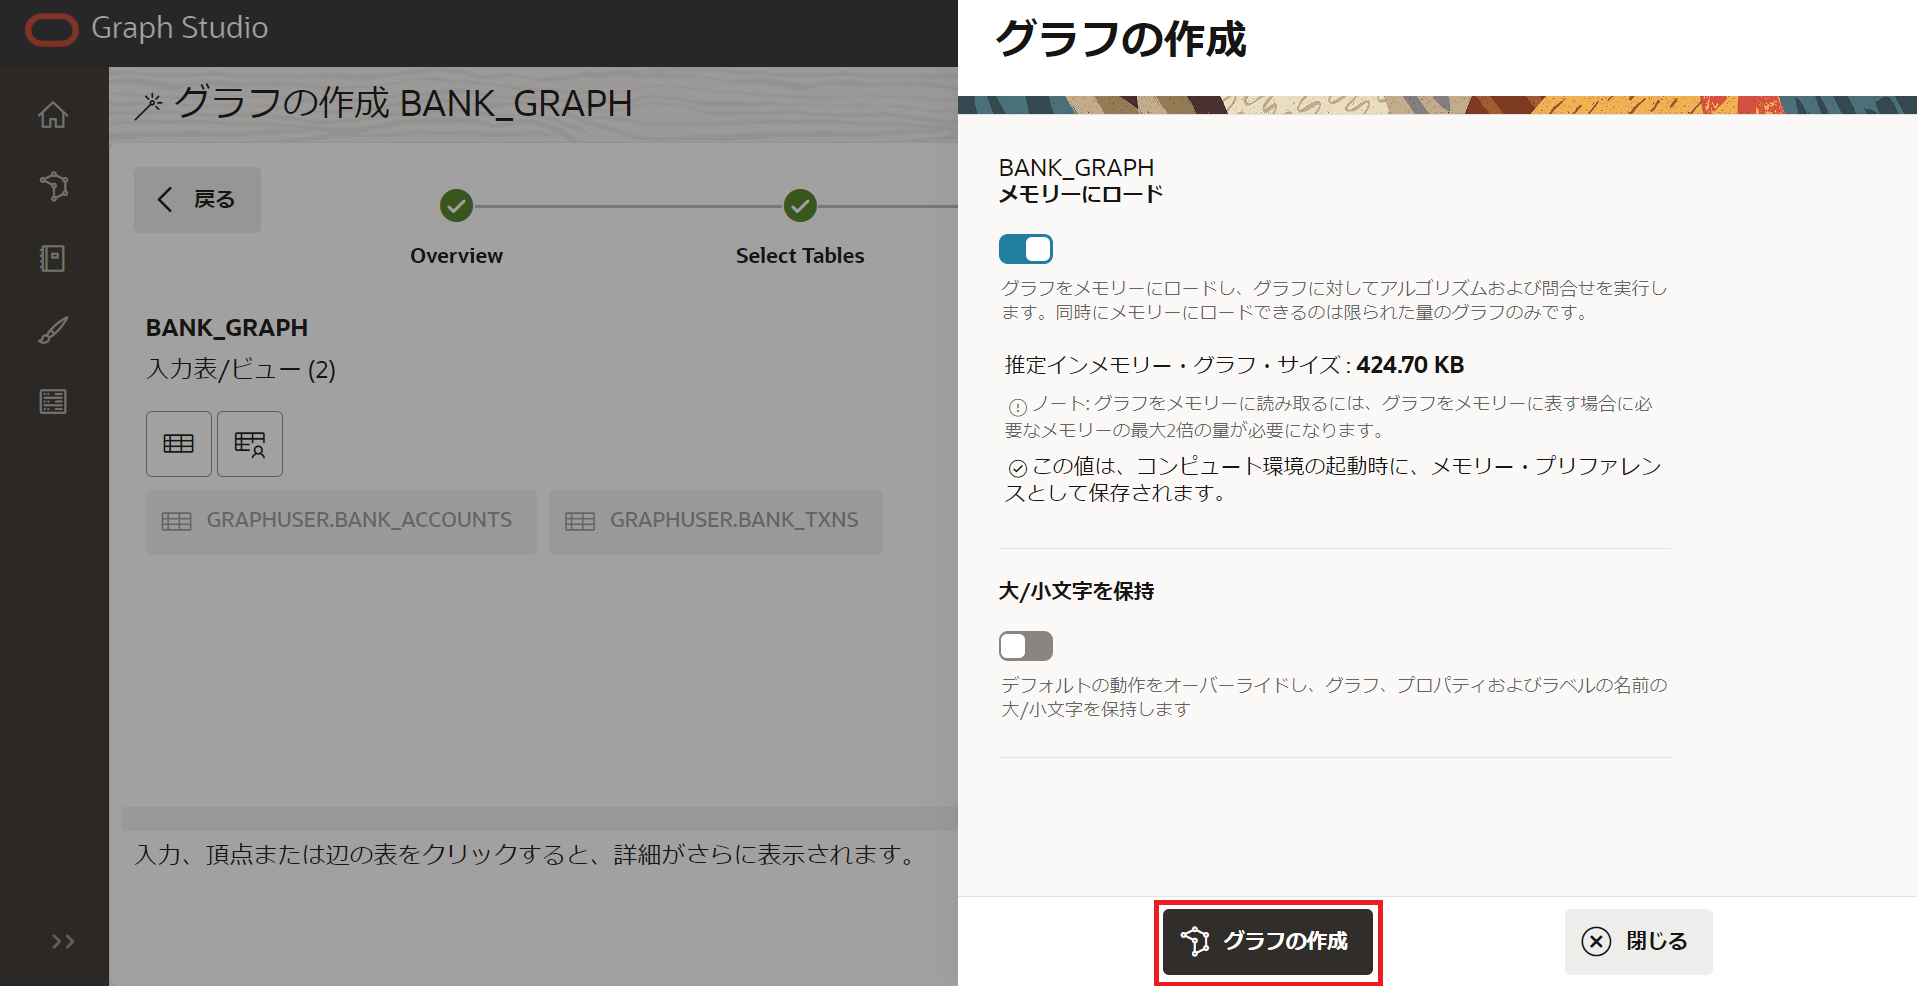 Graph Studio
グラフの作成 BANK_GRAPH
戻る
Overview
Select Tables
BANK_GRAPH
入力表/ビュー (2)
GRAPHUSER.BANK_ACCOUNTS
GRAPHUSER.BANK_TXNS
入力、頂点または辺の表をクリックすると、詳細がさらに表示されます。
グラフの作成
BANK_GRAPH
メモリーにロード
グラフをメモリーにロードし、グラフに対してアルゴリズムおよび問合せを実行し
ます。同時にメモリーにロードできるのは限られた量のグラフのみです。
推定インメモリー・グラフ・サイズ : 424.70 KB
ノート: グラフをメモリーに読み取るには、グラフをメモリーに表す場合に必
要なメモリーの最大2倍の量が必要になります。
この値は、コンピュート環境の起動時に、メモリー・プリファレン
スとして保存されます。
大/小文字を保持
デフォルトの動作をオーバーライドし、グラフ、プロパティおよびラベルの名前の
大/小文字を保持します
グラフの作成
閉じる